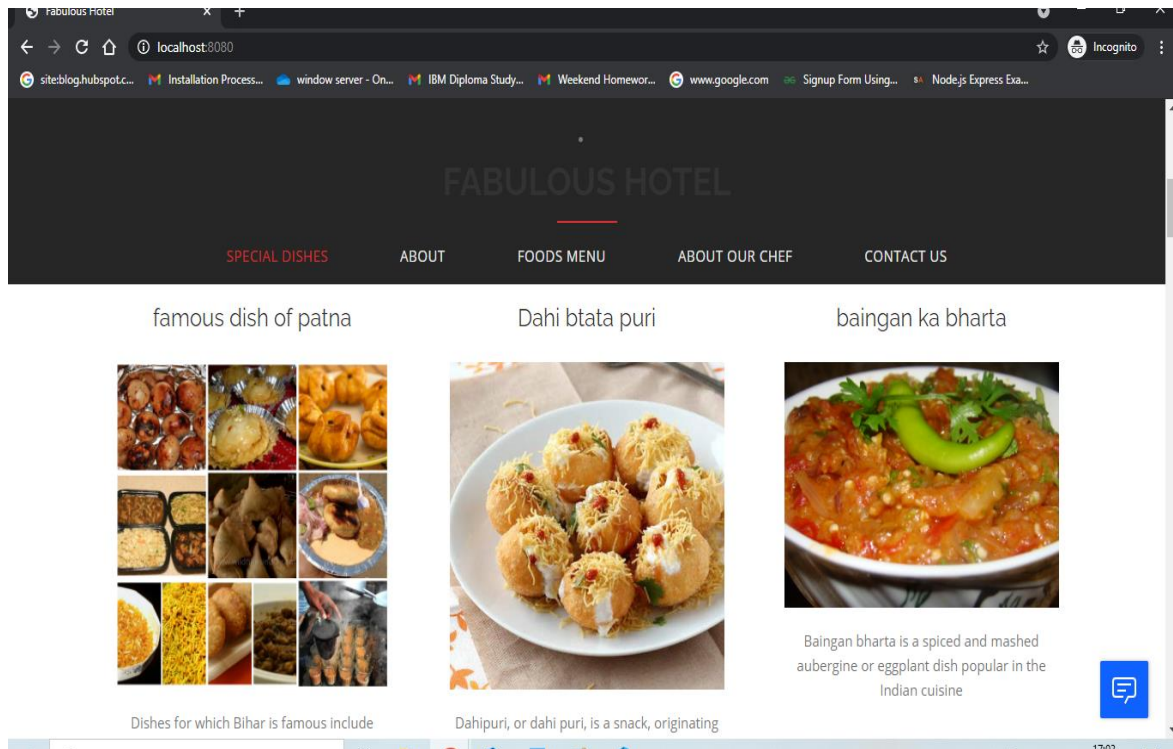 Fabulous Hotel
localhost:8080
Incognito
site:blog.hubspot.c...
Installation Process...
window server - On...
IBM Diploma Study...
Weekend Homewor...
www.google.com
Signup Form Using...
Node.js Express Exa...
FABULOUS HOTEL
SPECIAL DISHES
ABOUT
FOODS MENU
ABOUT OUR CHEF
CONTACT US
famous dish of patna
Dahi btata puri
baingan ka bharta
Baingan bharta is a spiced and mashed
aubergine or eggplant dish popular in the
Indian cuisine
Dishes for which Bihar is famous include
Dahipuri, or dahi puri, is a snack, originating
17:02